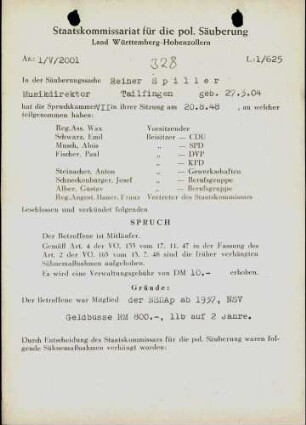 Staatskommissariat für die pol. Säuberung
Land Württemberg-Hohenzollern
Az.: 1/V/2001 328 L: 1/625
In der Säuberungssache Reiner Spiller
Musikdirektor Tailfingen geb. 27.5.04
hat die Spruchkammer VII in ihrer Sitzung am 20.8.48, an welcher
teilgenommen haben:
Reg.Ass. Wax Vorsitzender
Schwarz, Emil Beisitzer — CDU
Musch, Alois „ — SPD
Fischer, Paul „ — DVP
„ — KPD
Steinacher, Anton „ — Gewerkschaften
Schneckenburger, Josef „ — Berufsgruppe
Alber, Gustav „ — Berufsgruppe
Reg.Angest. Hauer, Franz Vertreter des Staatskommissars
beschlossen und verkündet folgenden
SPRUCH
Der Betroffene ist Mitläufer.
Gemäß Art. 4 der VO. 133 vom 17. 11. 47 in der Fassung des
Art. 2 der VO. 165 vom 13. 7. 48 sind die früher verhängten
Sühnemaßnahmen aufgehoben.
Es wird eine Verwaltungsgebühr von DM 10.- erhoben.
Gründe:
Der Betroffene war Mitglied der NSDAp ab 1937, NSV
Geldbusse RM 800.-, 11b auf 2 Jahre.
Durch Entscheidung des Staatskommissars für die pol. Säuberung waren fol-
gende Sühnemaßnahmen verhängt worden: